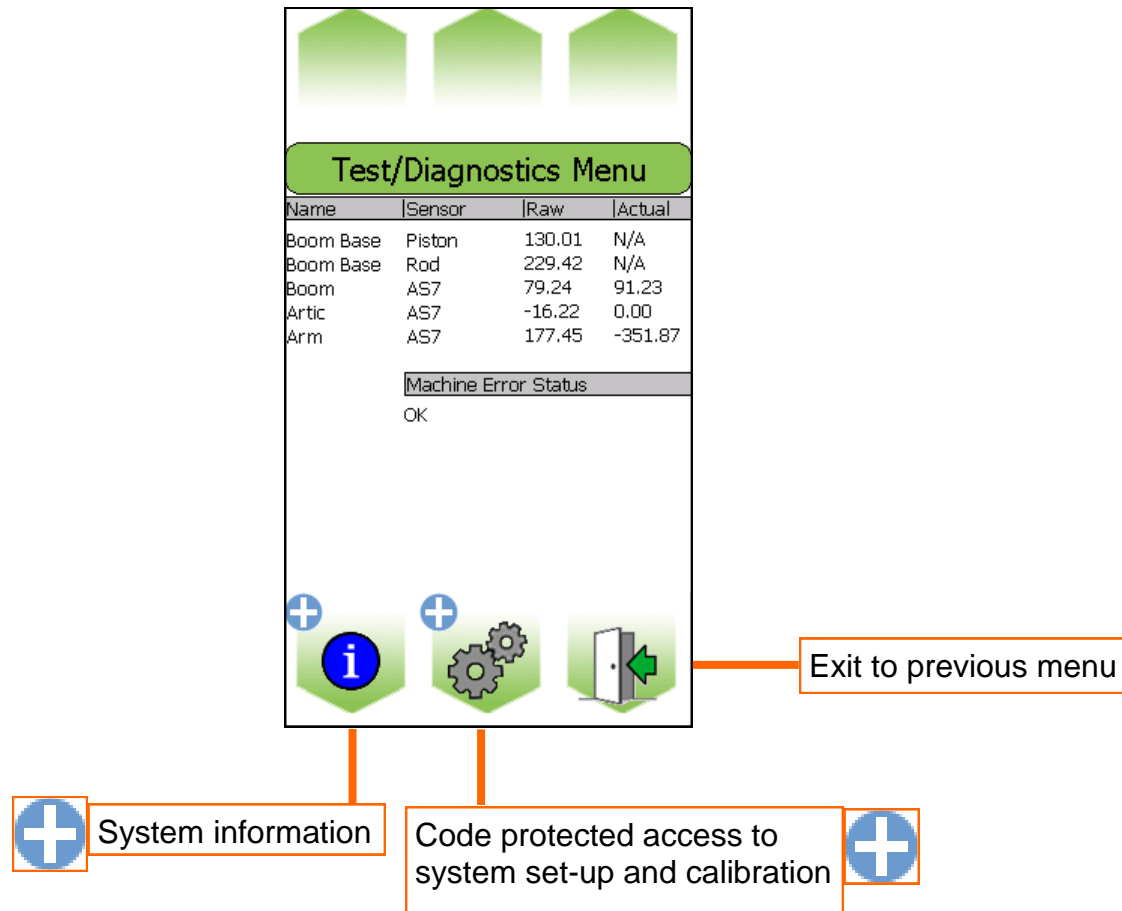 Test/Diagnostics Menu
Name |Sensor |Raw |Actual
Boom Base Piston 130.01 N/A
Boom Base Rod 229.42 N/A
Boom AS7 79.24 91.23
Artic AS7 -16.22 0.00
Arm AS7 177.45 -351.87
Machine Error Status
OK
i
Exit to previous menu
System information
Code protected access to
system set-up and calibration